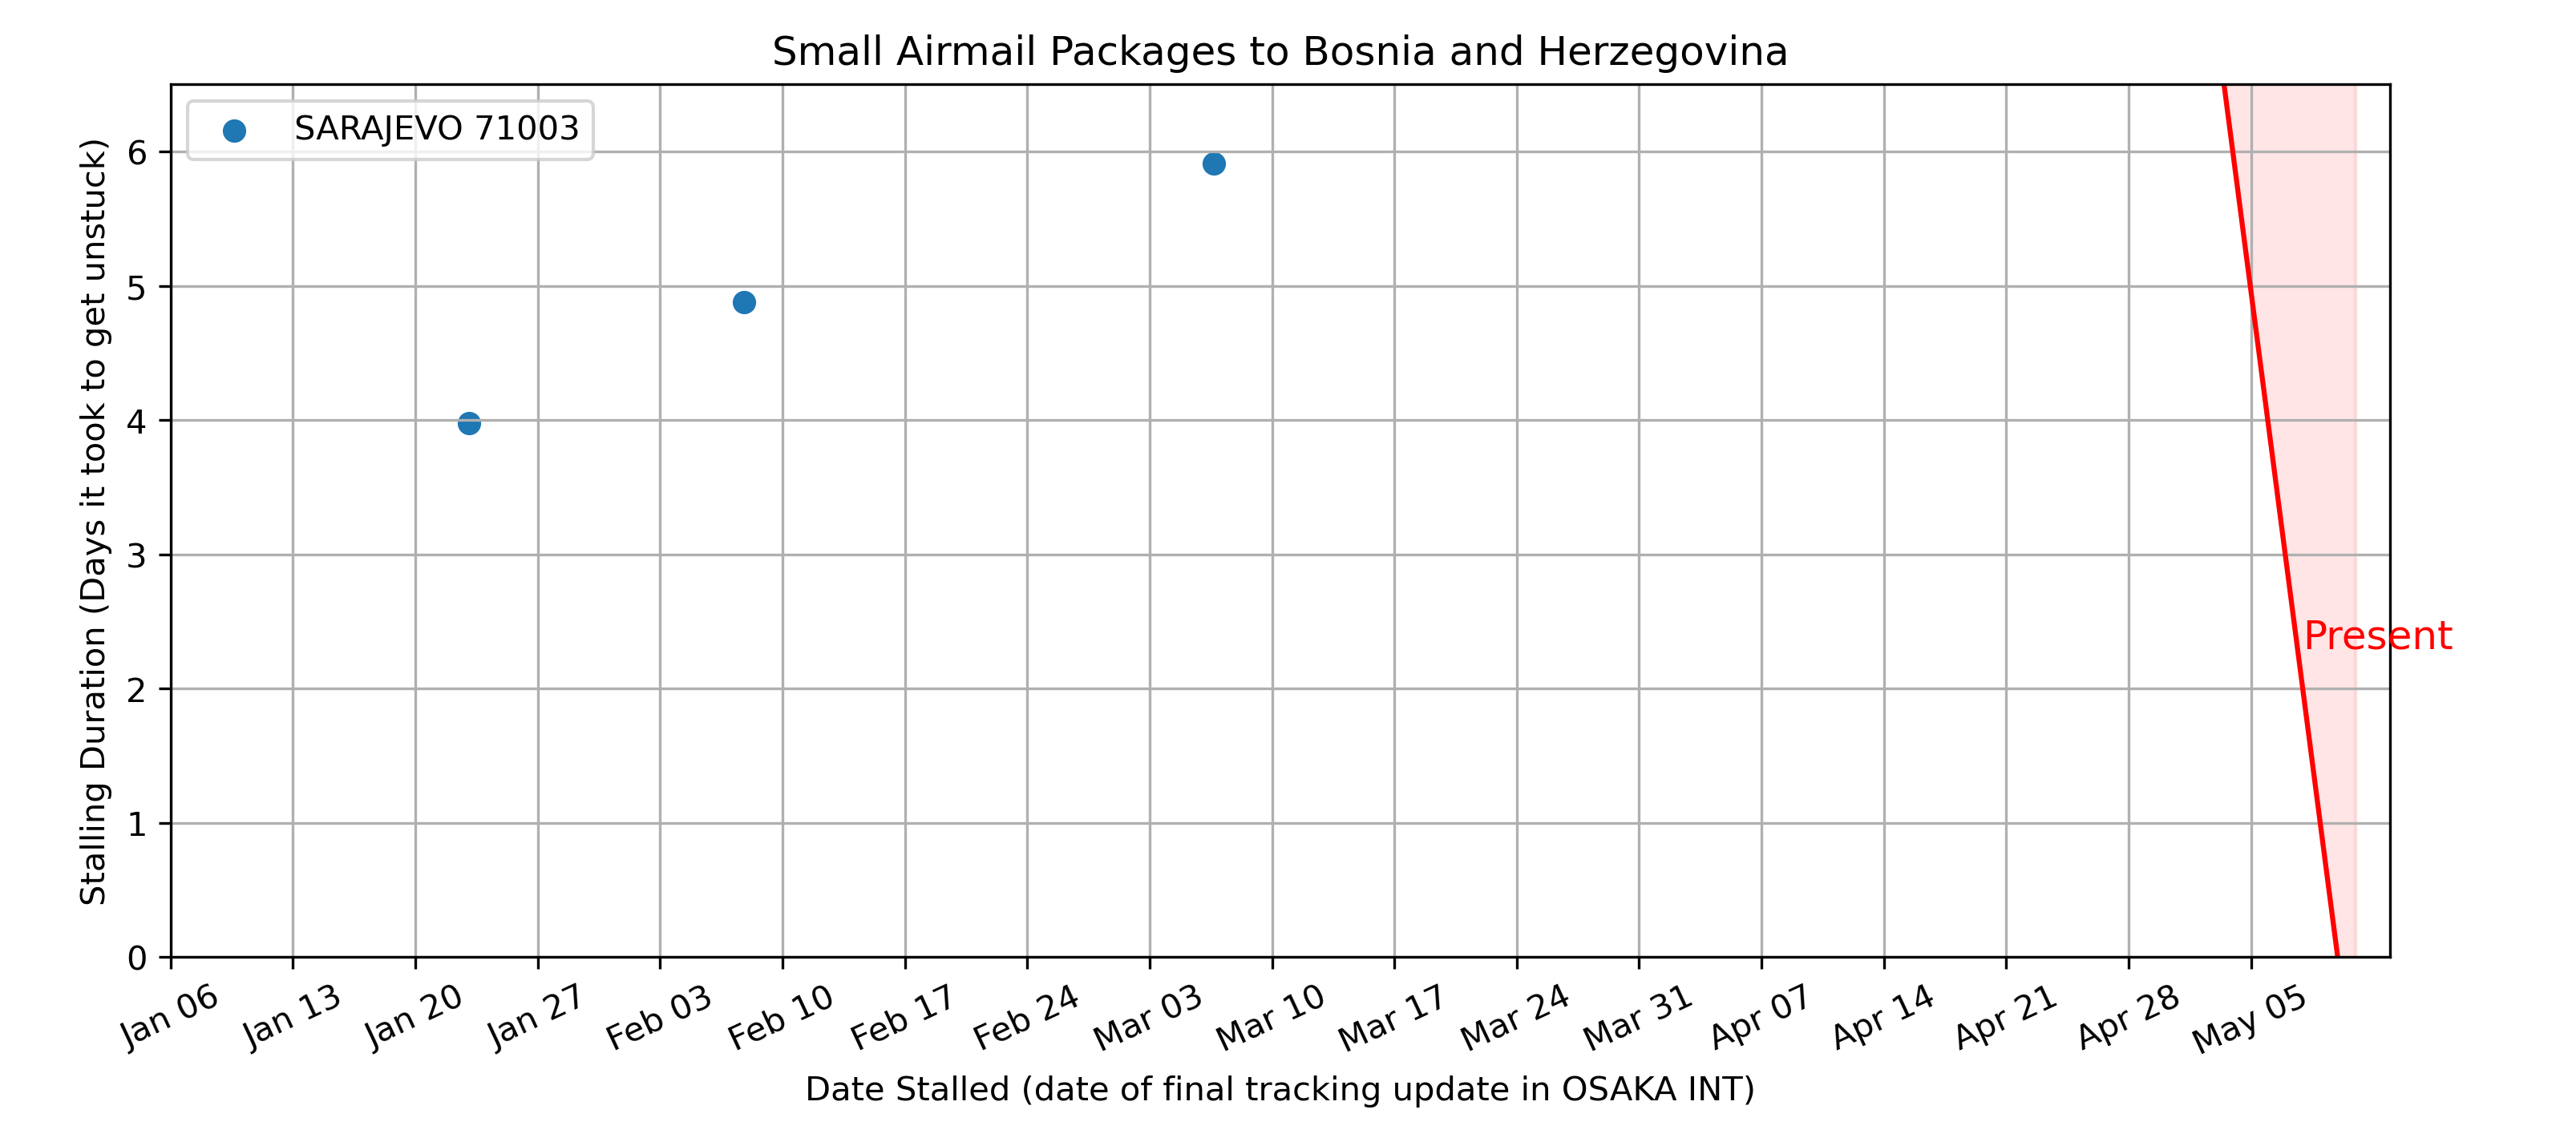 Small Airmail Packages to Bosnia and Herzegovina
SARAJEVO 71003
Stalling Duration (Days it took to get unstuck)
6
5
4
3
2
1
0
Present
Jan 06 Jan 13 Jan 20 Jan 27 Feb 03 Feb 10 Feb 17 Feb 24 Mar 03 Mar 10 Mar 17 Mar 24 Mar 31 Apr 07 Apr 14 Apr 21 Apr 28 May 05
Date Stalled (date of final tracking update in OSAKA INT)